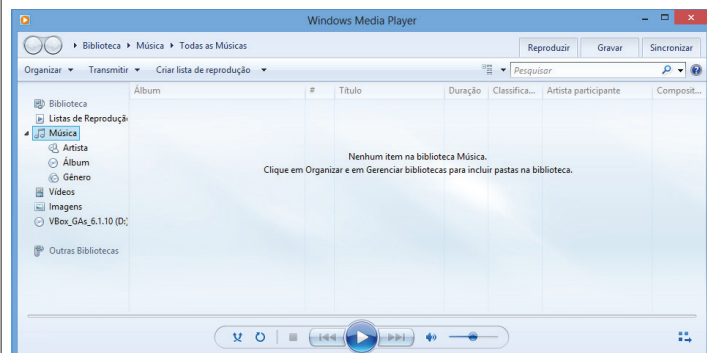 Windows Media Player
Biblioteca ▸ Música ▸ Todas as Músicas
Reproduzir Gravar Sincronizar
Organizar Transmitir Criar lista de reprodução Pesquisar
Álbum # Título Duração Classifica... Artista participante Composit...
Biblioteca
Listas de Reproduçã
Música
Artista
Álbum
Gênero
Vídeos
Imagens
VBox_GAs_6.1.10 (D:)
Outras Bibliotecas
Nenhum item na biblioteca Música.
Clique em Organizar e em Gerenciar bibliotecas para incluir pastas na biblioteca.